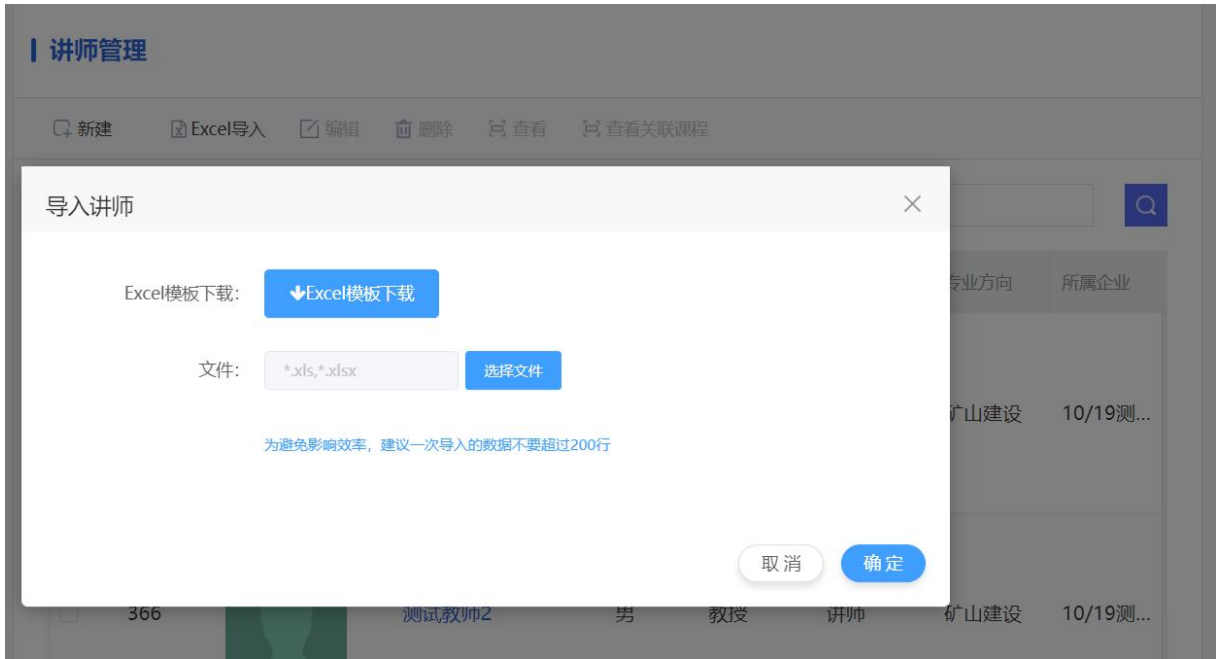 讲师管理
新建 Excel导入 编辑 删除 查看 查看关联课程
导入讲师
专业方向 所属企业
Excel模板下载： Excel模板下载
文件： *.xls,*.xlsx 选择文件
矿山建设 10/19测...
为避免影响效率，建议一次导入的数据不要超过200行
取消 确定
366 测试教师2 男 教授 讲师 矿山建设 10/19测...